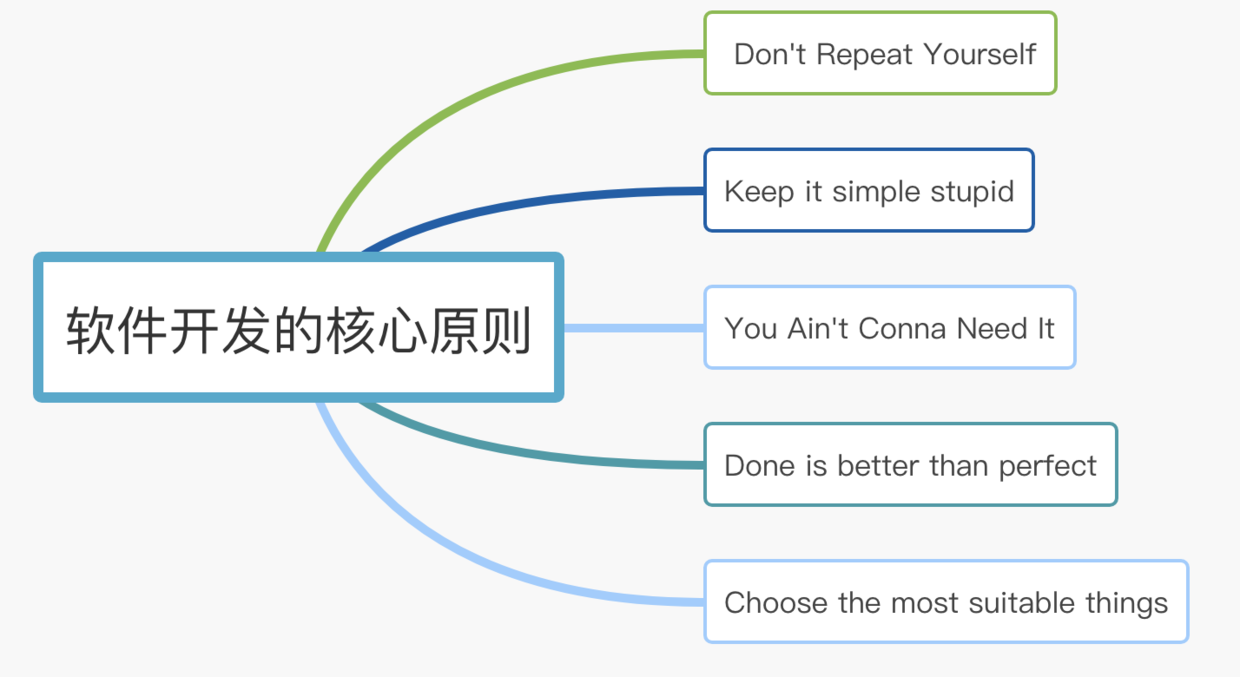 Don't Repeat Yourself
Keep it simple stupid
软件开发的核心原则
You Ain't Conna Need It
Done is better than perfect
Choose the most suitable things